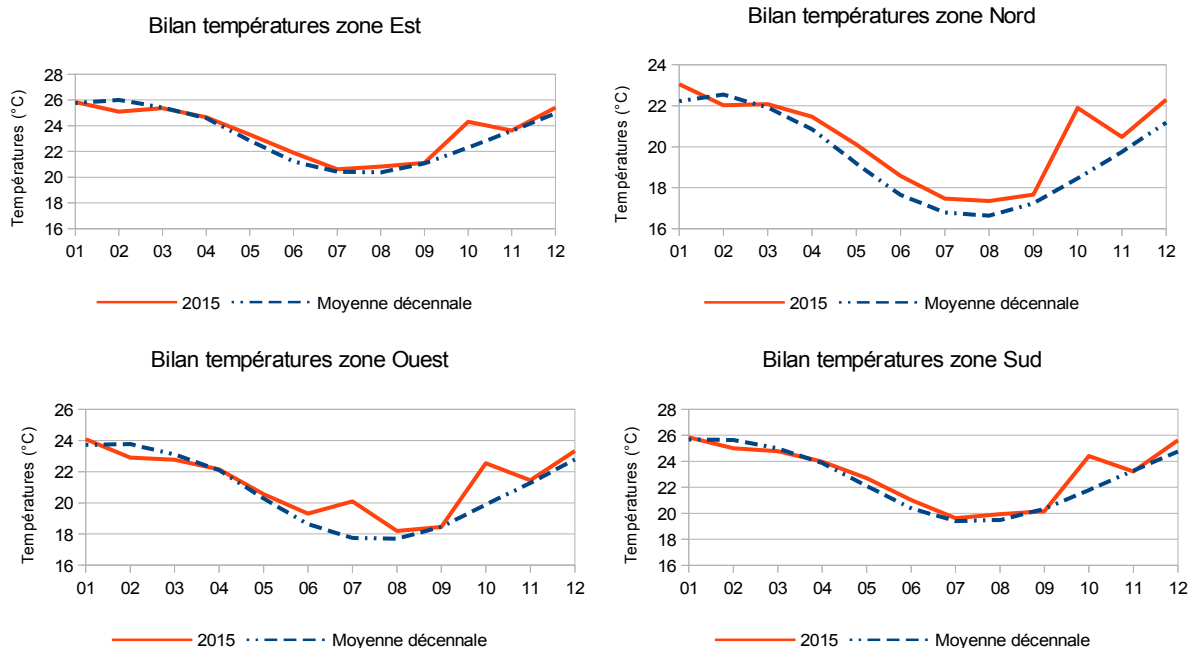 Bilan températures zone Est
Températures (°C)
28
26
24
22
20
18
16
01 02 03 04 05 06 07 08 09 10 11 12
2015 Moyenne décennale
Bilan températures zone Nord
Températures (°C)
24
22
20
18
16
01 02 03 04 05 06 07 08 09 10 11 12
2015 Moyenne décennale
Bilan températures zone Ouest
Températures (°C)
26
24
22
20
18
16
01 02 03 04 05 06 07 08 09 10 11 12
2015 Moyenne décennale
Bilan températures zone Sud
Températures (°C)
28
26
24
22
20
18
16
01 02 03 04 05 06 07 08 09 10 11 12
2015 Moyenne décennale